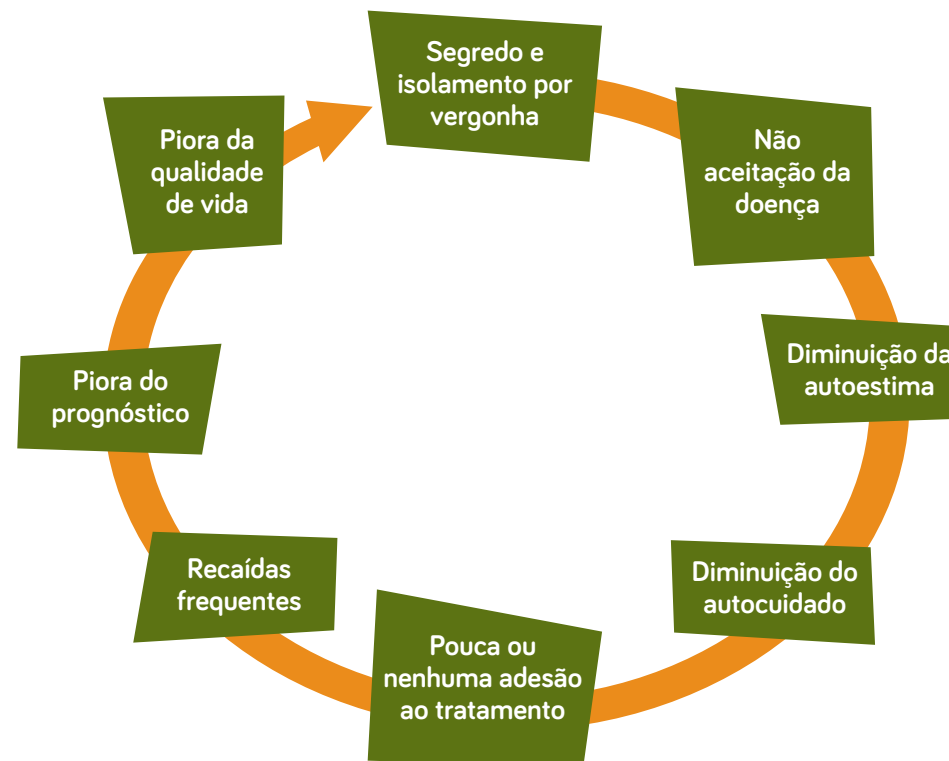 Segredo e
isolamento por
vergonha
Não
aceitação da
doença
Diminuição da
autoestima
Diminuição do
autocuidado
Pouca ou
nenhuma adesão
ao tratamento
Recaídas
frequentes
Piora do
prognóstico
Piora da
qualidade
de vida